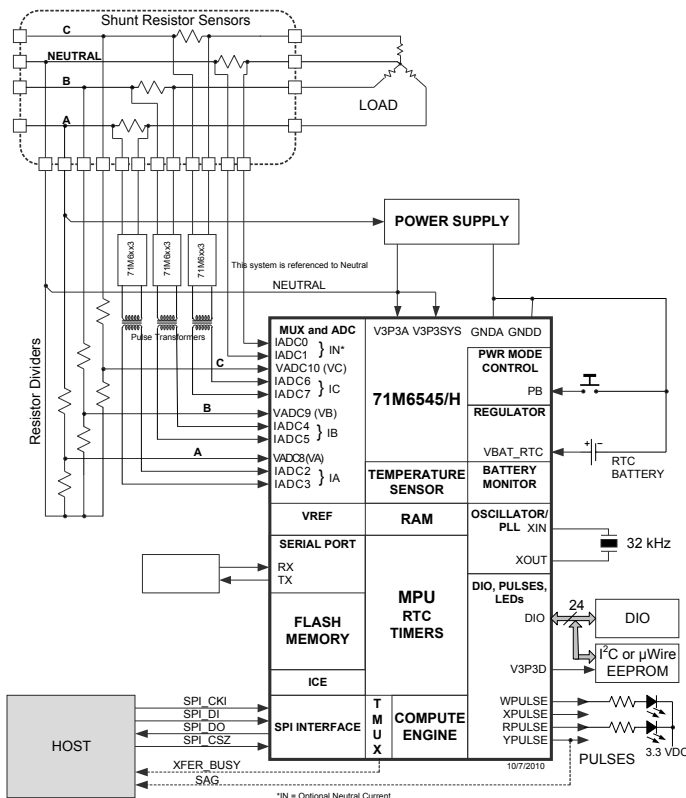 Shunt Resistor Sensors
C
NEUTRAL
B
A
LOAD
POWER SUPPLY
71M6xx3
71M6xx3
71M6xx3
This system is referenced to Neutral
NEUTRAL
Pulse Transformers
Resistor Dividers
MUX and ADC
IADC0
IADC1 } IN*
VADC10 (VC)
IADC6
IADC7 } IC
VADC9 (VB)
IADC4
IADC5 } IB
VADC8 (VA)
IADC2
IADC3 } IA
C
B
A
V3P3A V3P3SYS GNDA GNDD
71M6545/H
PWR MODE
CONTROL
PB
REGULATOR
VBAT_RTC
RTC
BATTERY
+ –
TEMPERATURE
SENSOR
BATTERY
MONITOR
VREF
RAM
OSCILLATOR/
PLL XIN
XOUT
32 kHz
SERIAL PORT
RX
TX
MPU
RTC
TIMERS
DIO, PULSES,
LEDs
DIO
24
DIO
I²C or µWire
EEPROM
V3P3D
FLASH
MEMORY
ICE
HOST
SPI_CKI
SPI_DI
SPI_DO
SPI_CSZ
SPI INTERFACE
T
M
U
X
COMPUTE
ENGINE
WPULSE
XPULSE
RPULSE
YPULSE
PULSES
3.3 VDC
XFER_BUSY
SAG
10/7/2010
*IN = Optional Neutral Current